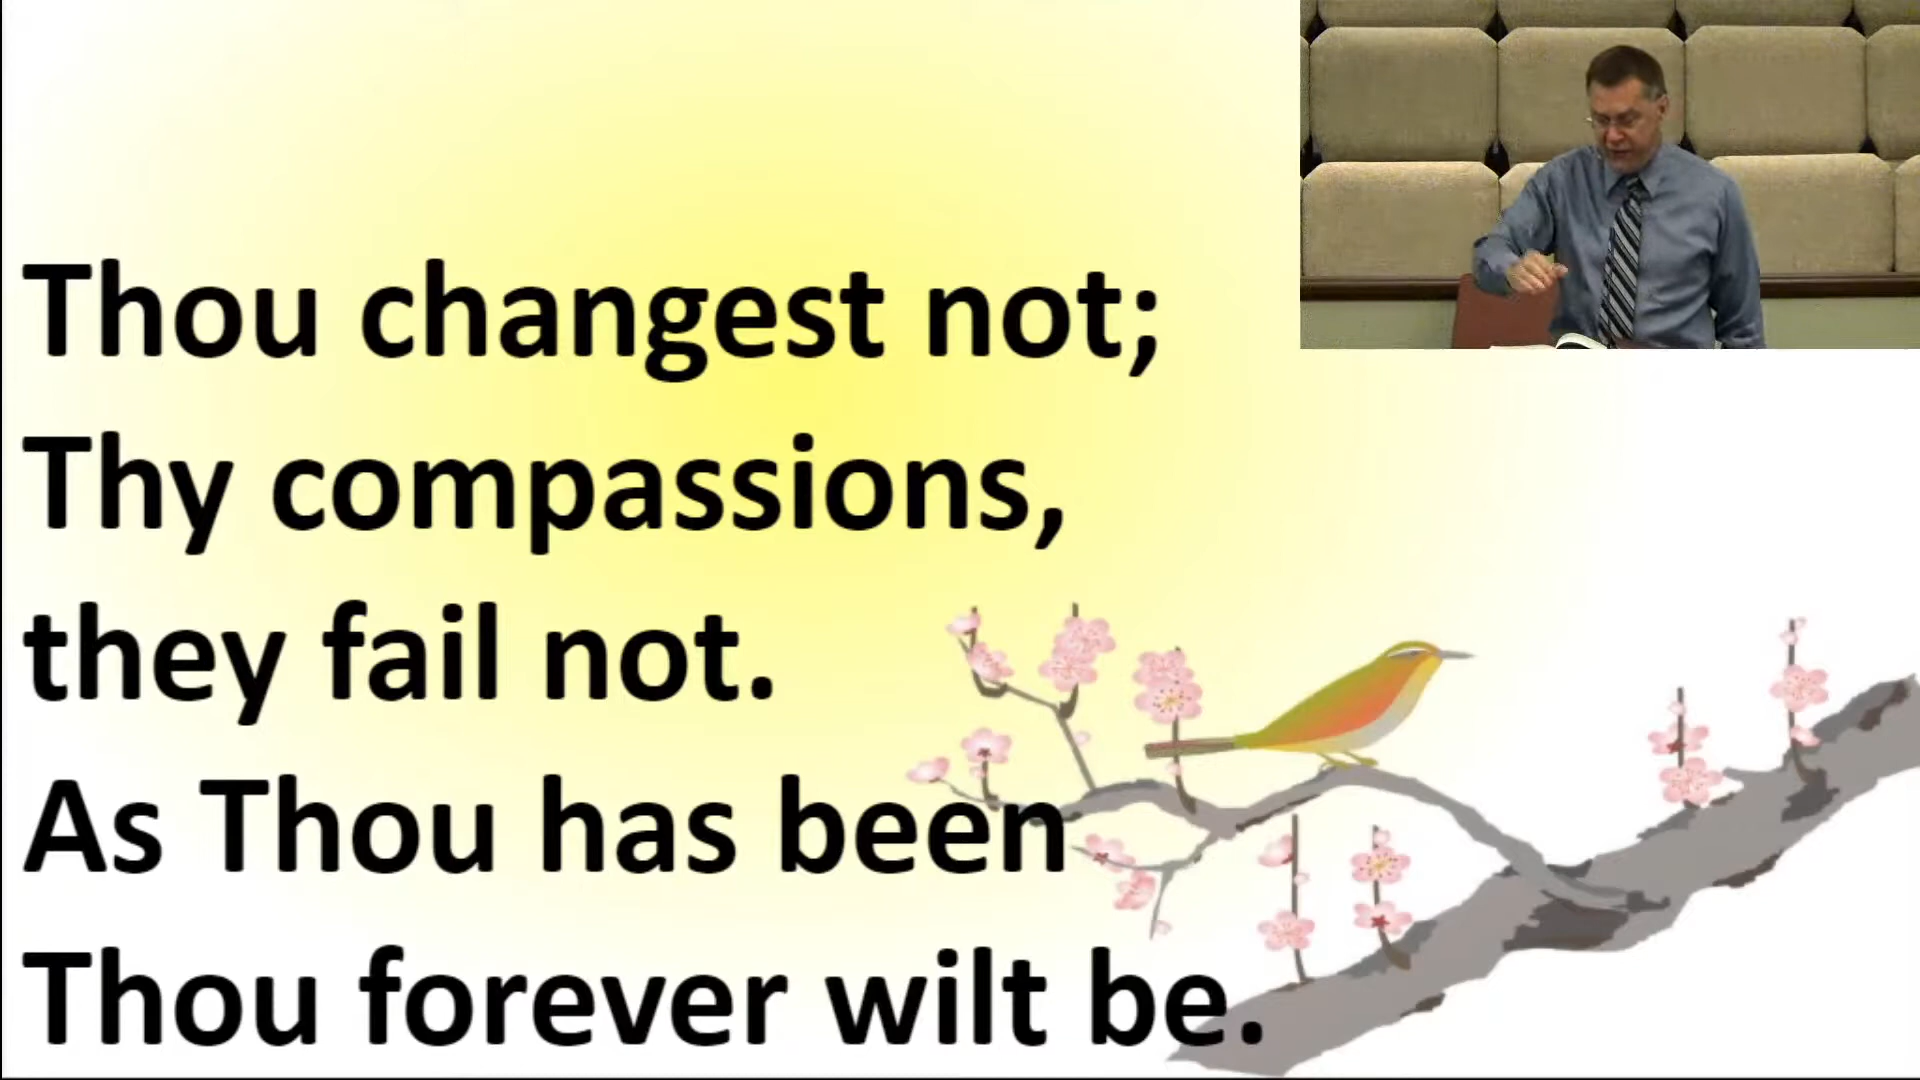 Thou changest not;
Thy compassions,
they fail not.
As Thou has been
Thou forever wilt be.